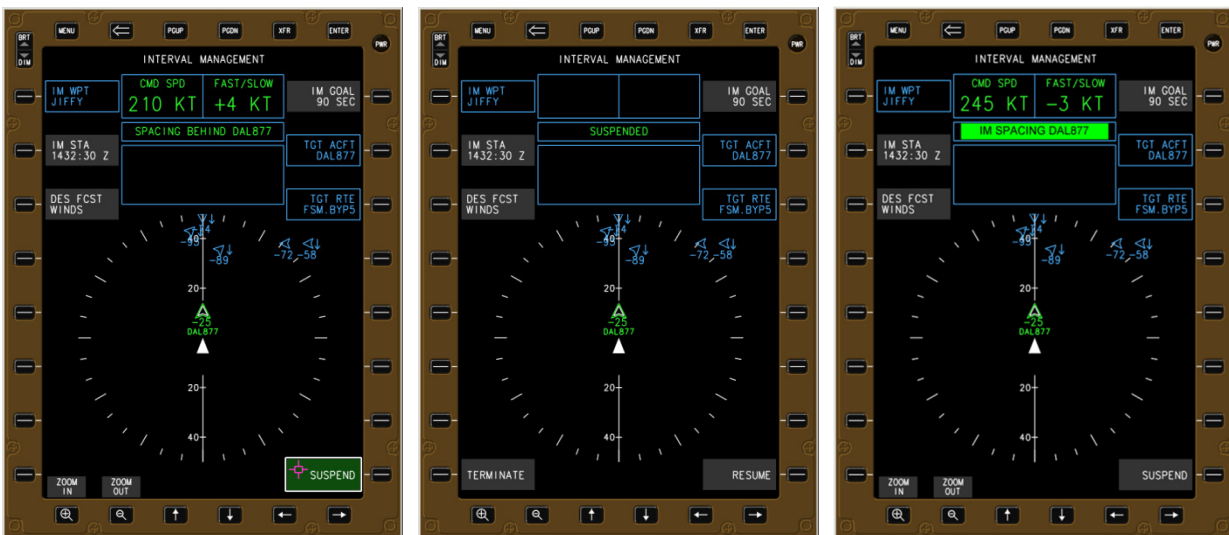 BRT
DIM
MENU
PGUP
PGDN
XFR
ENTER
PWR
INTERVAL MANAGEMENT
IM WPT
JIFFY
CMD SPD
210 KT
FAST/SLOW
+4 KT
IM GOAL
90 SEC
SPACING BEHIND DAL877
IM STA
1432:30 Z
TGT ACFT
DAL877
DES FCST
WINDS
TGT RTE
FSM.BYP5
40
-89
-72
-58
20
-25
DAL877
20
40
SUSPEND
ZOOM
IN
ZOOM
OUT
BRT
DIM
MENU
PGUP
PGDN
XFR
ENTER
PWR
INTERVAL MANAGEMENT
IM WPT
JIFFY
IM GOAL
90 SEC
SUSPENDED
IM STA
1432:30 Z
TGT ACFT
DAL877
DES FCST
WINDS
TGT RTE
FSM.BYP5
40
-89
-72
-58
20
-25
DAL877
20
40
TERMINATE
RESUME
BRT
DIM
MENU
PGUP
PGDN
XFR
ENTER
PWR
INTERVAL MANAGEMENT
IM WPT
JIFFY
CMD SPD
245 KT
FAST/SLOW
-3 KT
IM GOAL
90 SEC
IM SPACING DAL877
IM STA
1432:30 Z
TGT ACFT
DAL877
DES FCST
WINDS
TGT RTE
FSM.BYP5
40
-89
-72
-58
20
-25
DAL877
20
40
SUSPEND
ZOOM
IN
ZOOM
OUT